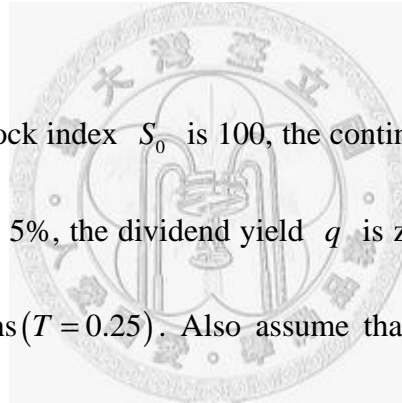 ock index S₀ is 100, the contin
5%, the dividend yield q is z
ns(T = 0.25). Also assume tha